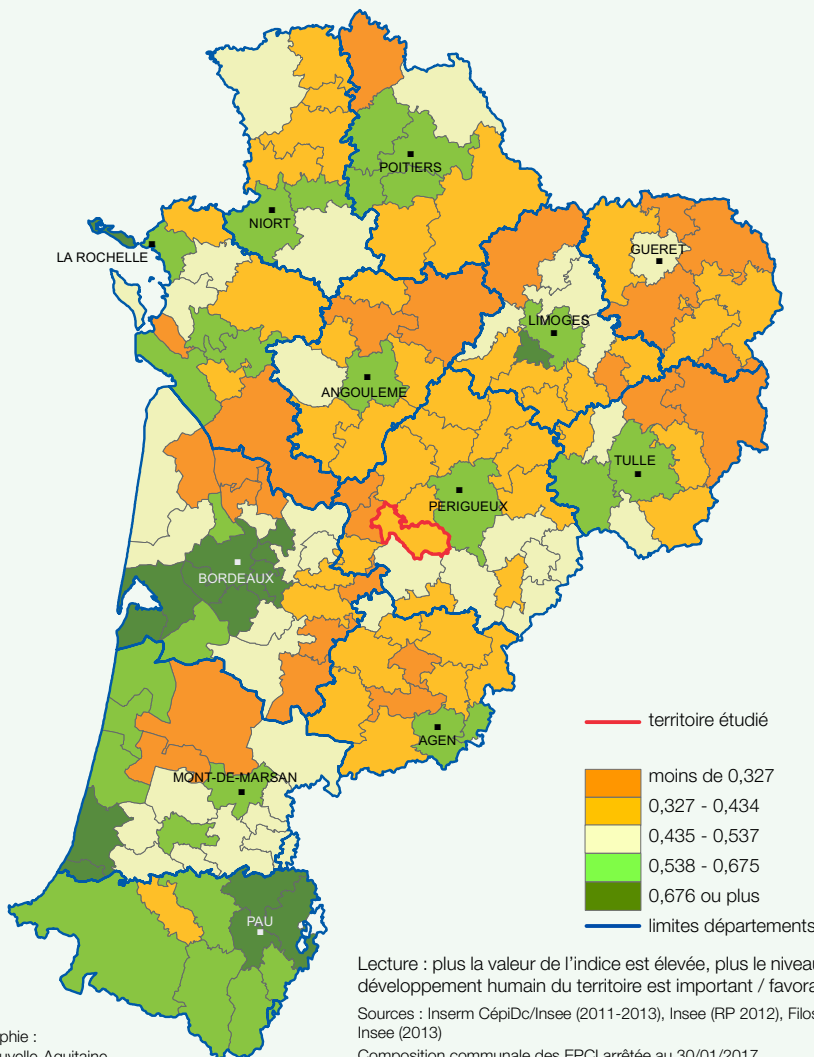 POITIERS
NIORT
LA ROCHELLE
GUERET
LIMOGES
ANGOULEME
TULLE
PERIGUEUX
BORDEAUX
AGEN
MONT-DE-MARSAN
PAU
territoire étudié
moins de 0,327
0,327 - 0,434
0,435 - 0,537
0,538 - 0,675
0,676 ou plus
limites départements
Lecture : plus la valeur de l'indice est élevée, plus le niveau
développement humain du territoire est important / favora
Sources : Inserm CépiDc/Insee (2011-2013), Insee (RP 2012), Filos
Insee (2013)
phie :
uvelle-Aquitaine
Composition communale des EPCI arrêtée au 30/01/2017